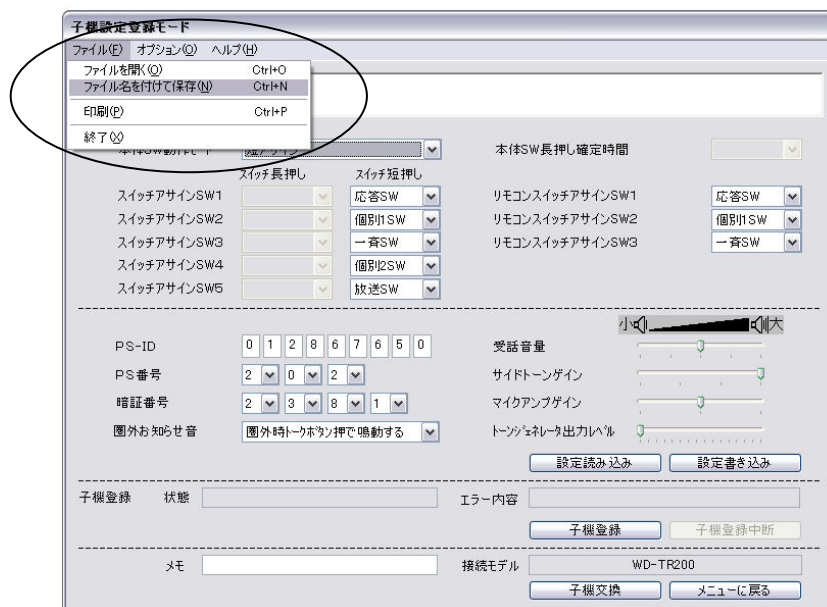 子機設定登録モード
ファイル(F) オプション(O) ヘルプ(H)
ファイルを開く(O) Ctrl+O
ファイル名を付けて保存(N) Ctrl+N
印刷(P) Ctrl+P
終了(X)
本体SW動作モード 短アサイン 本体SW長押し確定時間
スイッチ長押し スイッチ短押し
スイッチアサインSW1 応答SW リモコンスイッチアサインSW1 応答SW
スイッチアサインSW2 個別1SW リモコンスイッチアサインSW2 個別1SW
スイッチアサインSW3 一斉SW リモコンスイッチアサインSW3 一斉SW
スイッチアサインSW4 個別2SW
スイッチアサインSW5 放送SW
小 大
PS-ID 0 1 2 8 6 7 6 5 0 受話音量
PS番号 2 0 2 サイドトーンゲイン
暗証番号 2 3 8 1 マイクアンプゲイン
圏外お知らせ音 圏外時トークボタン押で鳴動する トーンジェネレータ出力レベル
設定読み込み 設定書き込み
子機登録 状態 エラー内容
子機登録 子機登録中断
メモ 接続モデル WD-TR200
子機交換 メニューに戻る